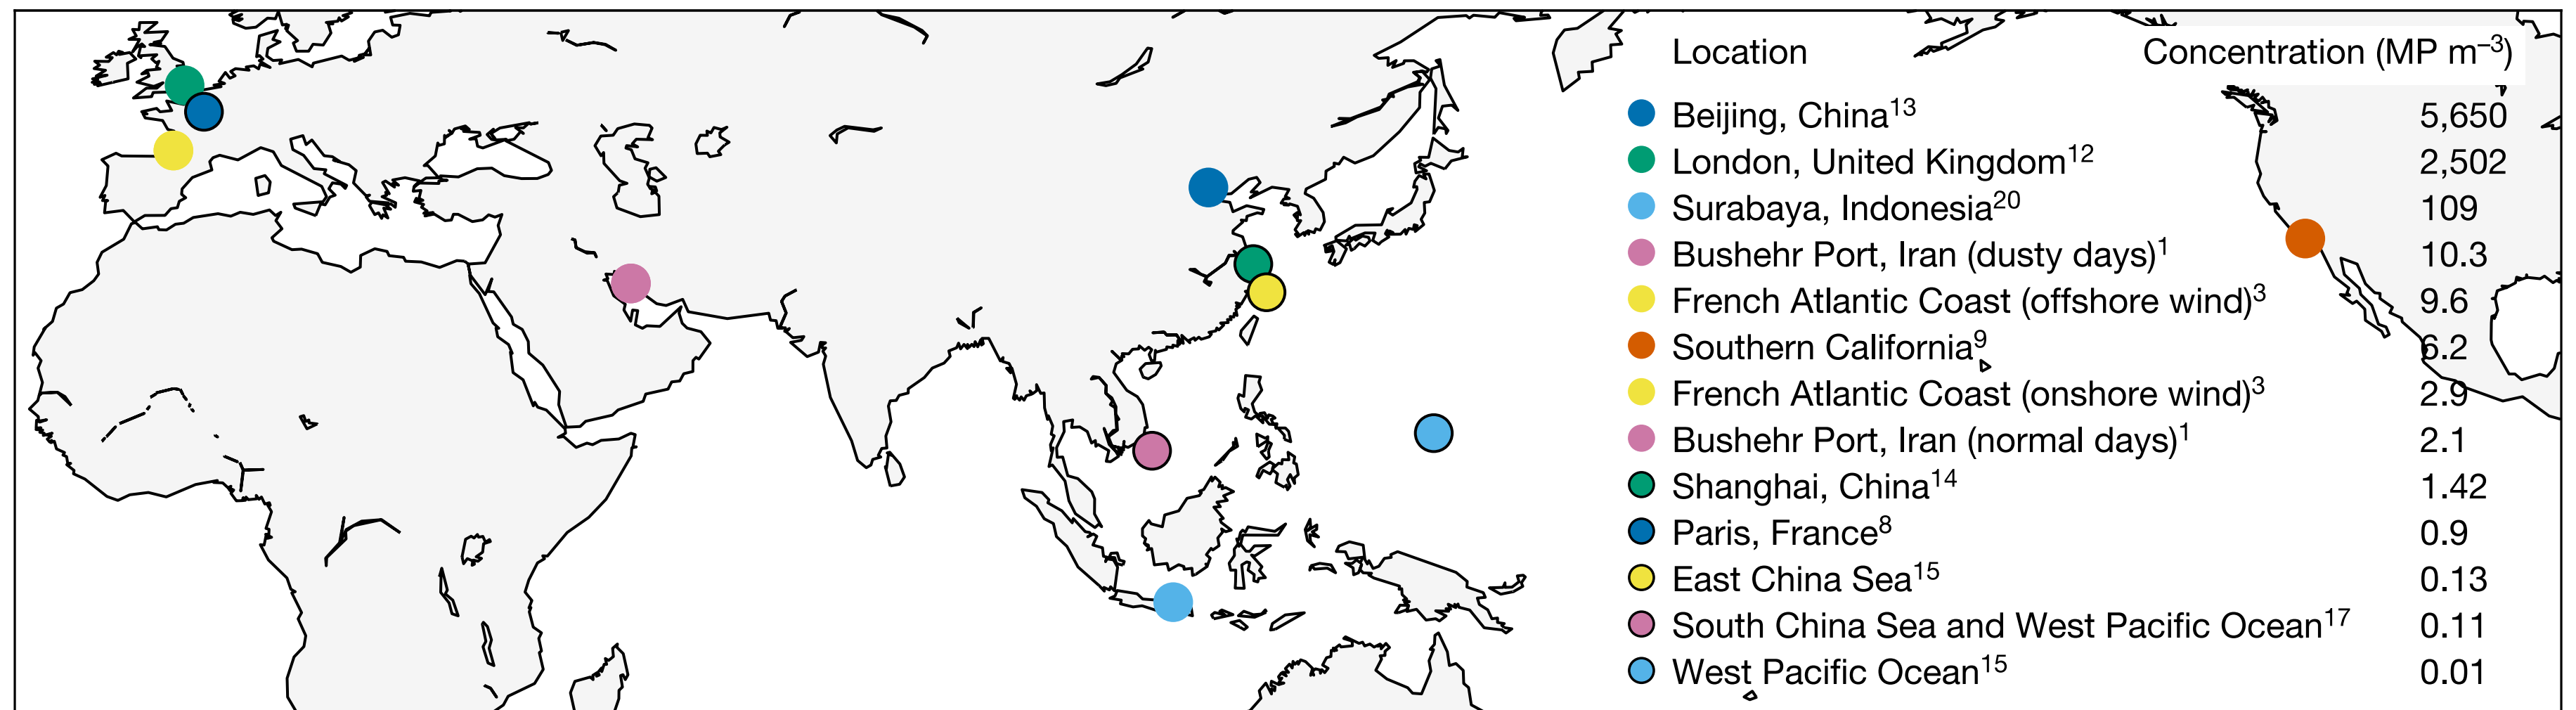 Location Concentration (MP m⁻³)
Beijing, China¹³ 5,650
London, United Kingdom¹² 2,502
Surabaya, Indonesia²⁰ 109
Bushehr Port, Iran (dusty days)¹ 10.3
French Atlantic Coast (offshore wind)³ 9.6
Southern California⁹ 6.2
French Atlantic Coast (onshore wind)³ 2.9
Bushehr Port, Iran (normal days)¹ 2.1
Shanghai, China¹⁴ 1.42
Paris, France⁸ 0.9
East China Sea¹⁵ 0.13
South China Sea and West Pacific Ocean¹⁷ 0.11
West Pacific Ocean¹⁵ 0.01